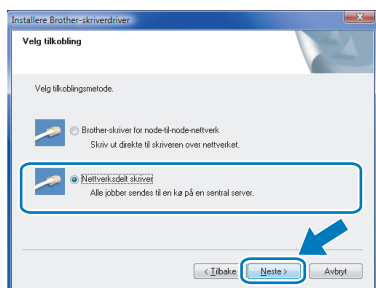 Installere Brother-skriverdriver
Velg tilkobling
Velg tilkoblingsmetode.
Brother-skriver for node-til-node-nettverk
Skriv ut direkte til skriveren over nettverket.
Nettverksdelt skriver
Alle jobber sendes til en kø på en sentral server.
< Tilbake Neste > Avbryt